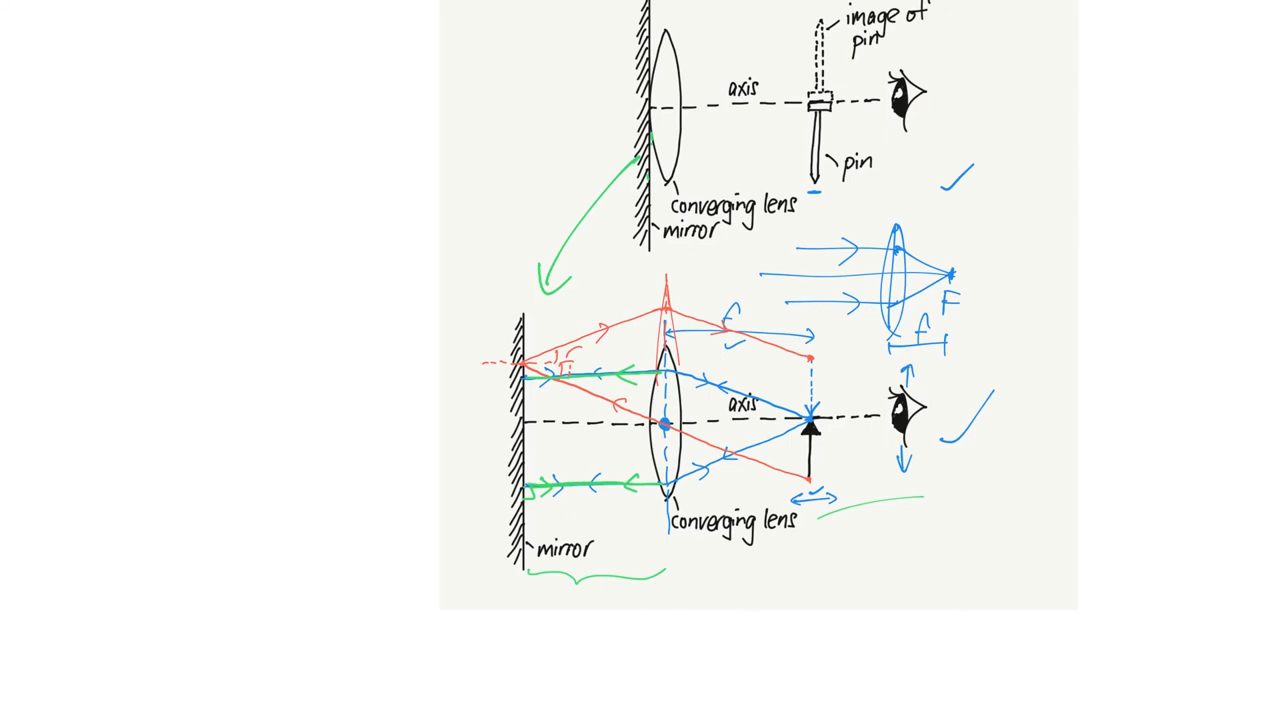 image of
pin
axis
pin
converging lens
mirror
F
f
f
i
r
axis
converging lens
mirror